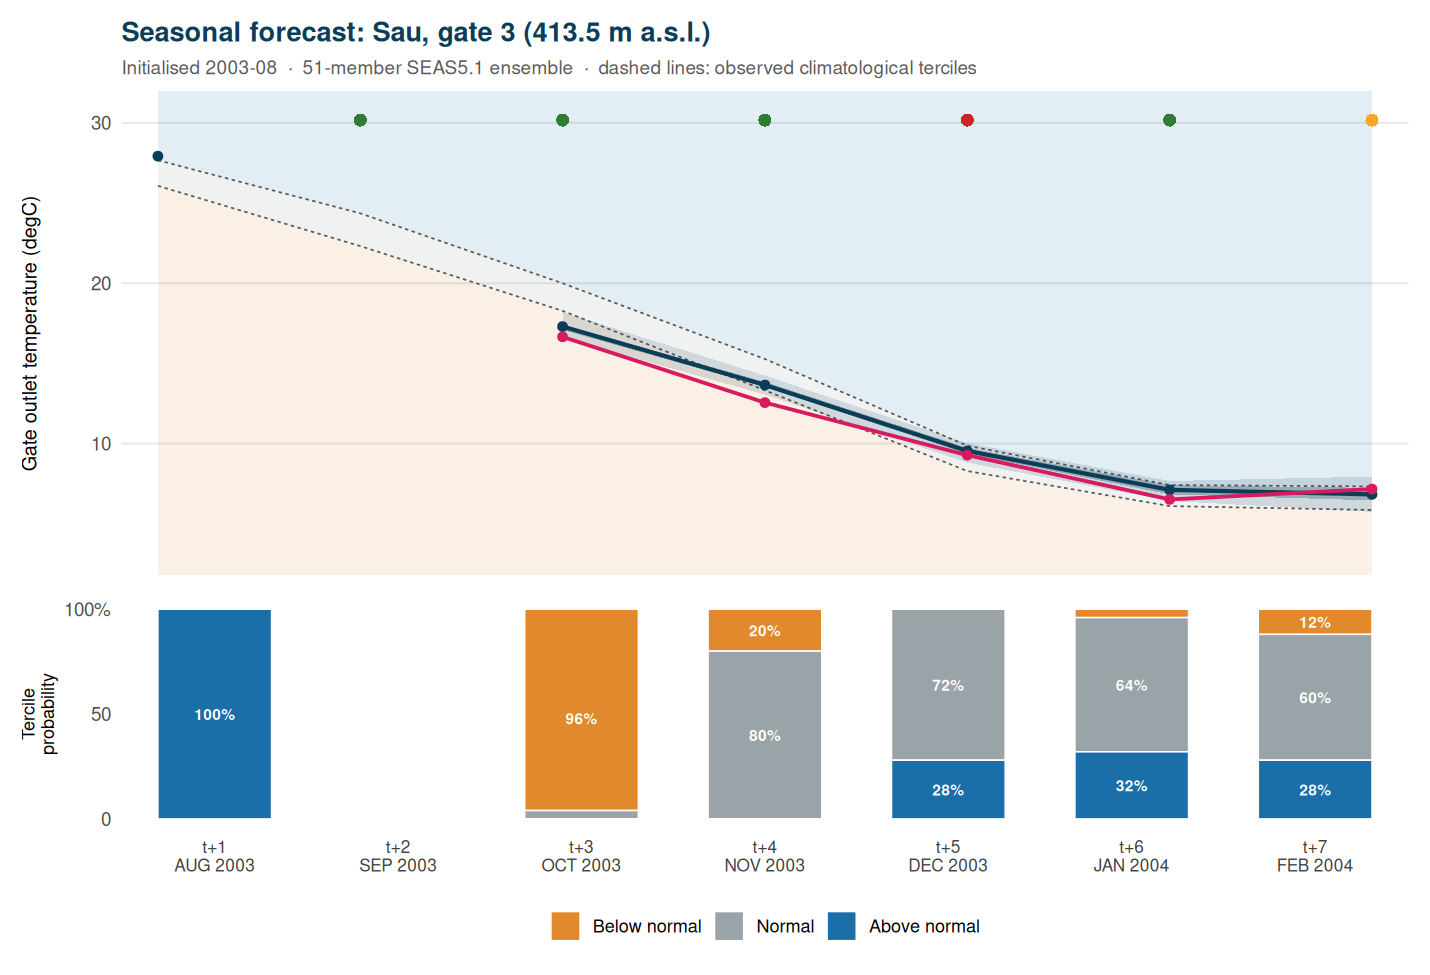 Seasonal forecast: Sau, gate 3 (413.5 m a.s.l.)
Initialised 2003-08 · 51-member SEAS5.1 ensemble · dashed lines: observed climatological terciles
Gate outlet temperature (degC)
30
20
10
Tercile
probability
100%
50
0
100%
96%
20%
80%
72%
28%
64%
32%
12%
60%
28%
t+1
AUG 2003
t+2
SEP 2003
t+3
OCT 2003
t+4
NOV 2003
t+5
DEC 2003
t+6
JAN 2004
t+7
FEB 2004
Below normal
Normal
Above normal